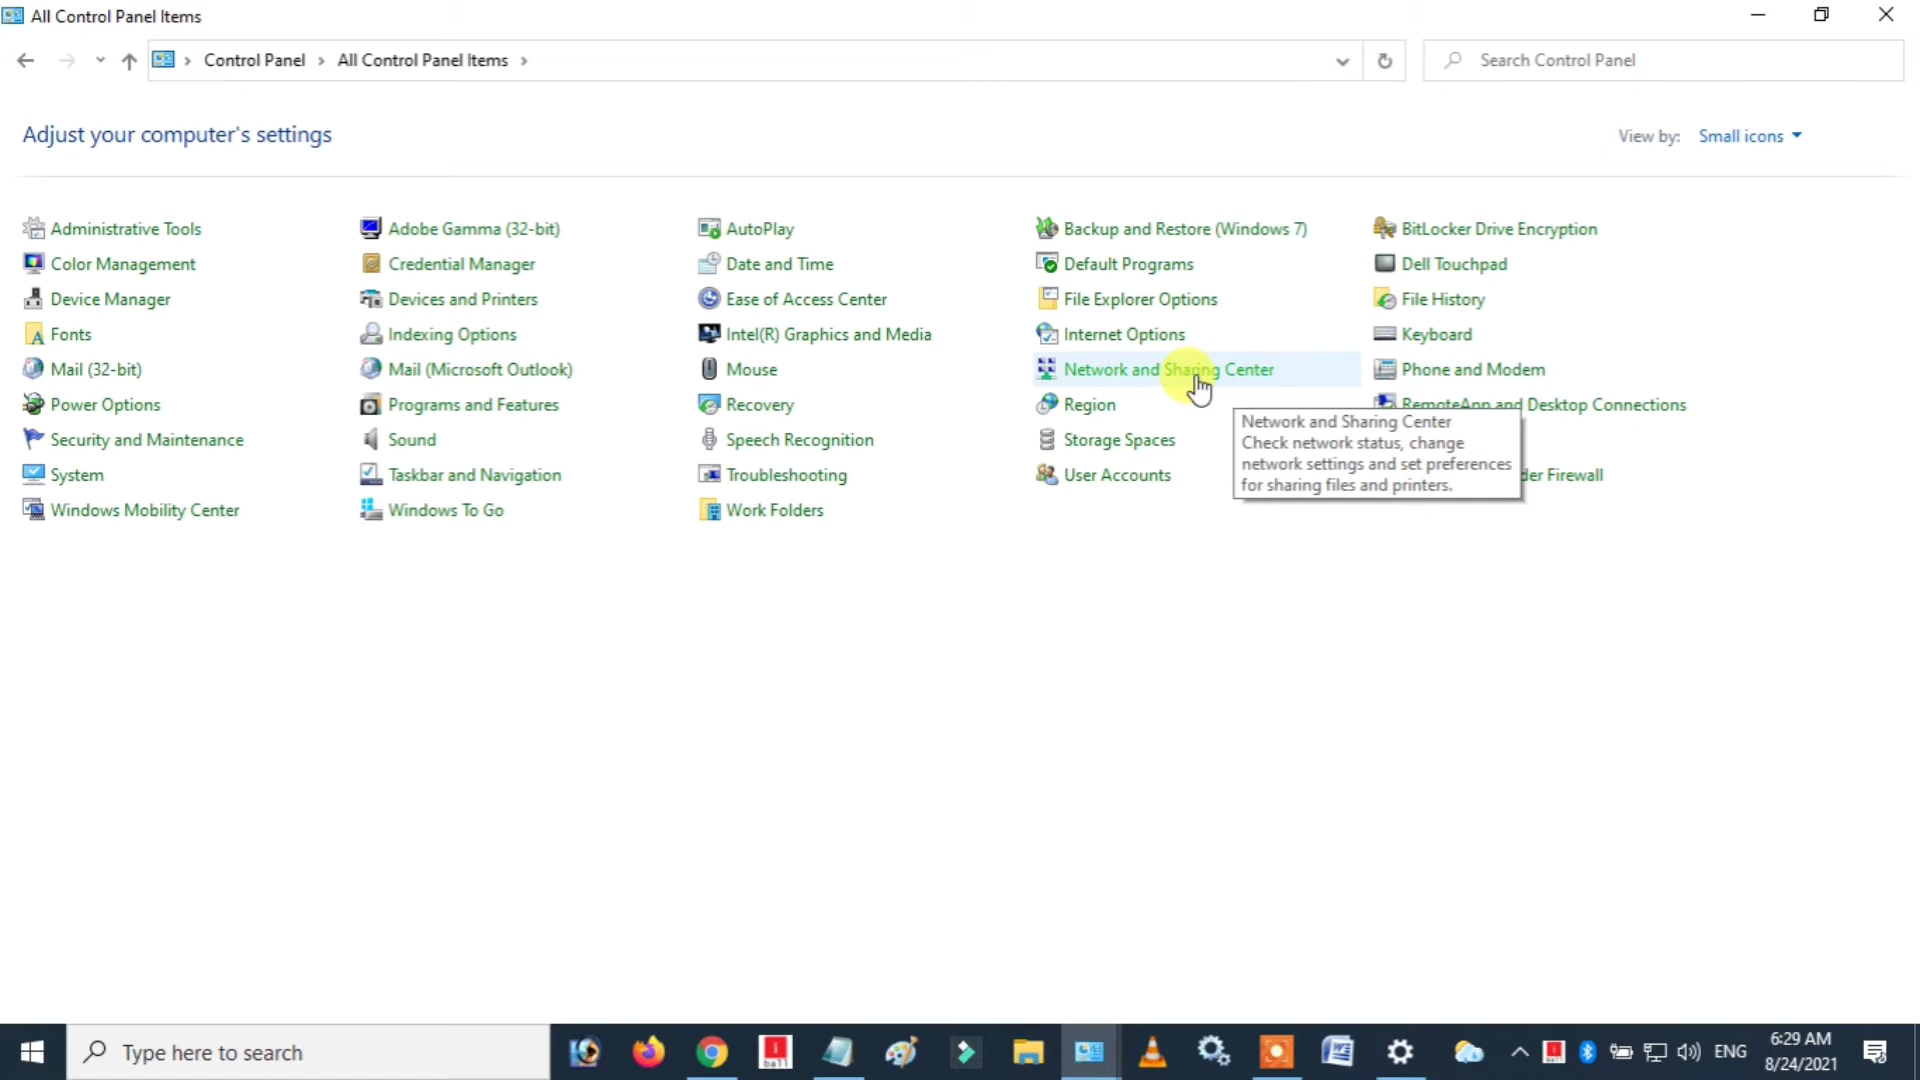 All Control Panel Items
Control Panel > All Control Panel Items >
Search Control Panel
Adjust your computer's settings
View by: Small icons
Administrative Tools
Adobe Gamma (32-bit)
AutoPlay
Backup and Restore (Windows 7)
BitLocker Drive Encryption
Color Management
Credential Manager
Date and Time
Default Programs
Dell Touchpad
Device Manager
Devices and Printers
Ease of Access Center
File Explorer Options
File History
Fonts
Indexing Options
Intel(R) Graphics and Media
Internet Options
Keyboard
Mail (32-bit)
Mail (Microsoft Outlook)
Mouse
Network and Sharing Center
Phone and Modem
Power Options
Programs and Features
Recovery
Region
RemoteApp and Desktop Connections
Security and Maintenance
Sound
Speech Recognition
Storage Spaces
System
Taskbar and Navigation
Troubleshooting
User Accounts
der Firewall
Windows Mobility Center
Windows To Go
Work Folders
Network and Sharing Center
Check network status, change
network settings and set preferences
for sharing files and printers.
Type here to search
ENG
6:29 AM
8/24/2021